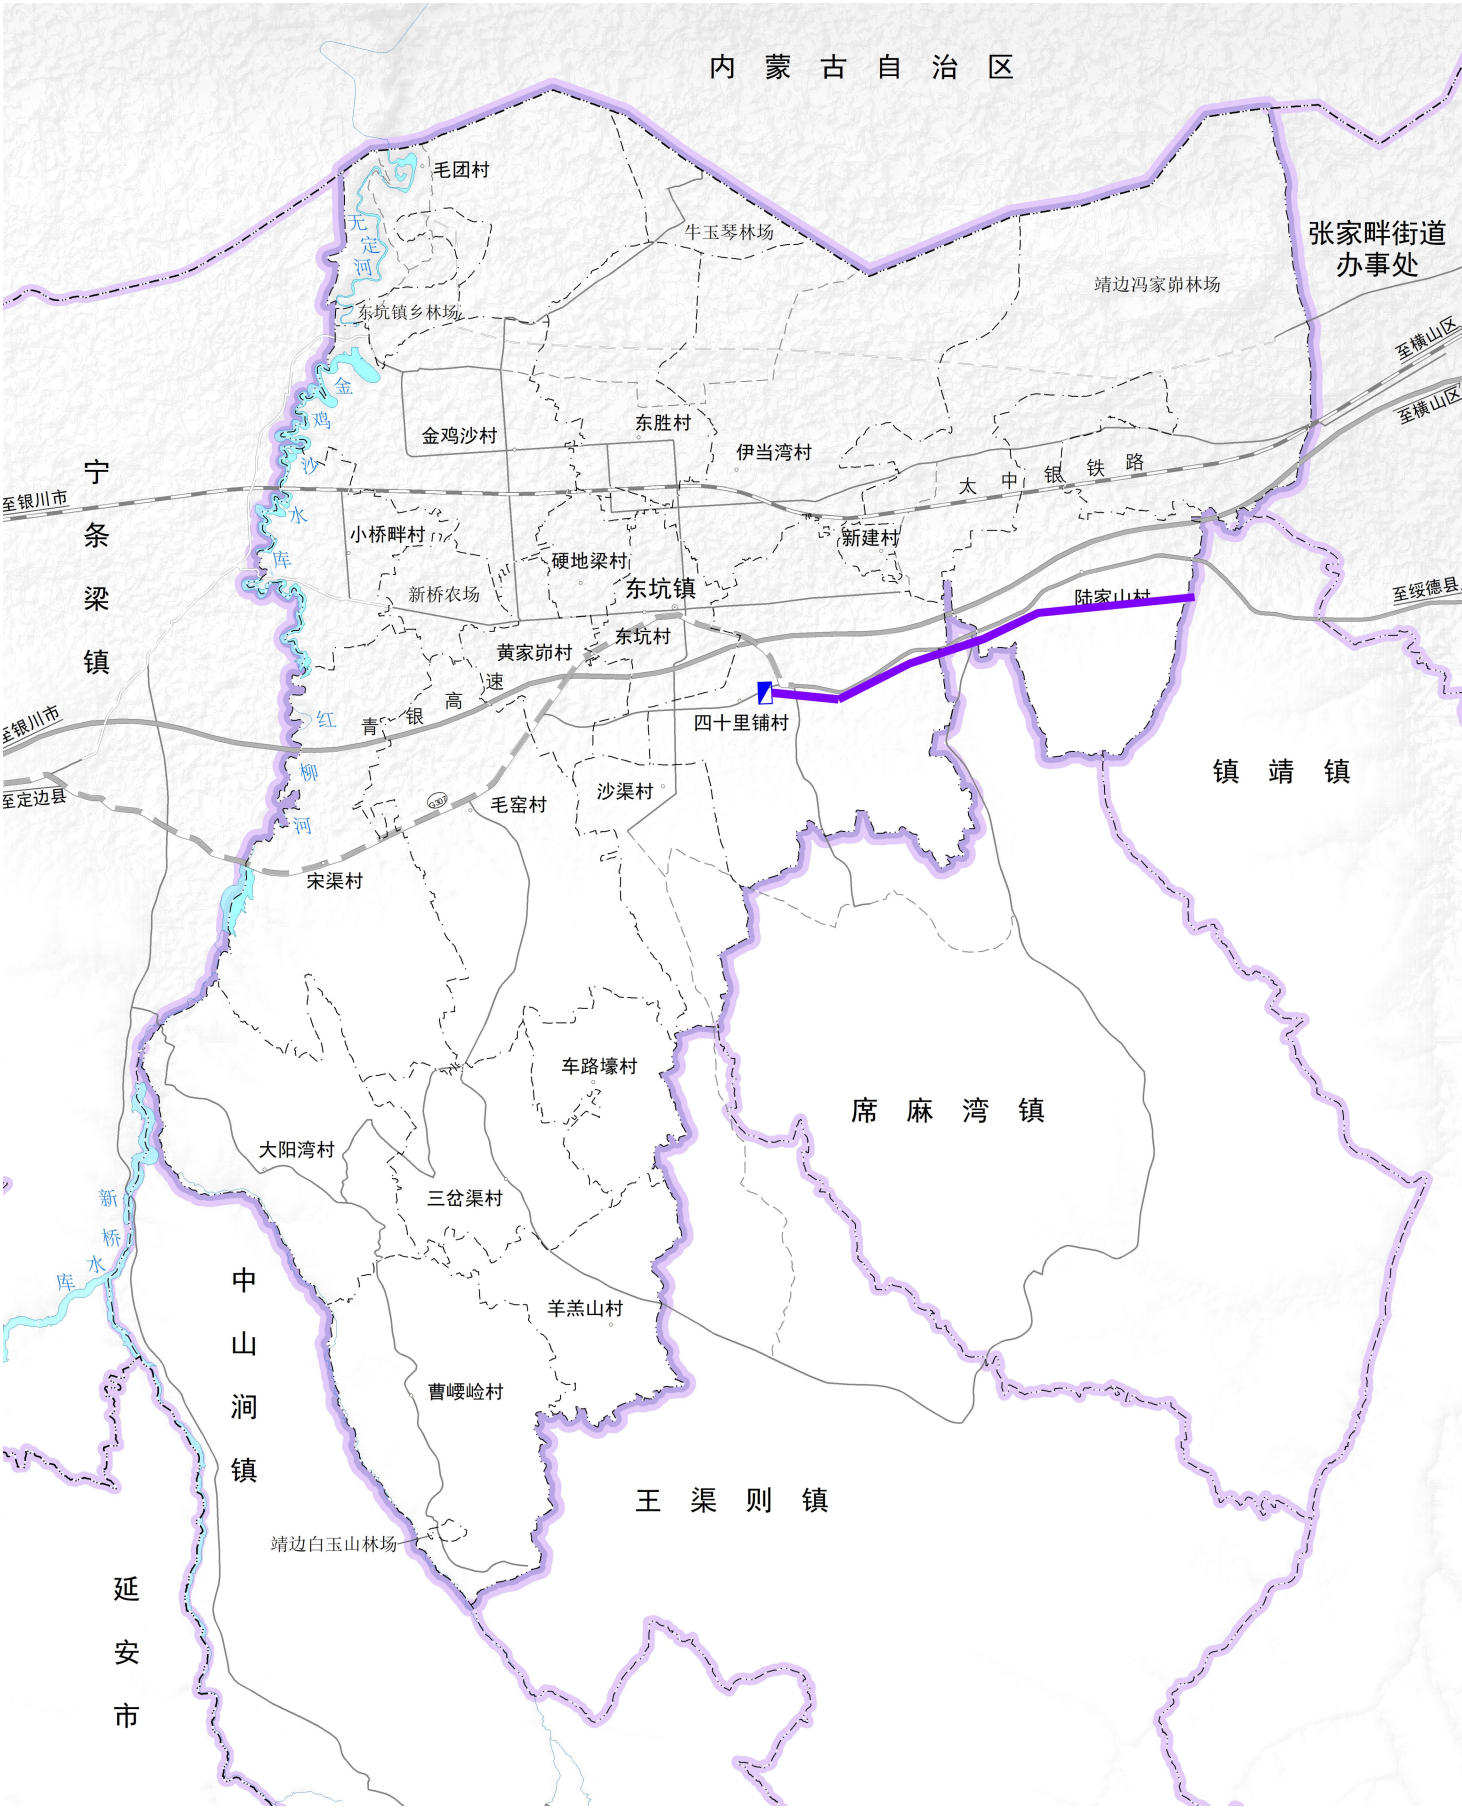 内蒙古自治区
毛团村
无定河
牛玉琴林场
张家畔街道
办事处
靖边冯家峁林场
东坑镇乡林场
至横山区
至横山区
金鸡沙水库
东胜村
金鸡沙村
伊当湾村
宁条梁镇
太中银铁路
至银川市
小桥畔村
新建村
硬地梁村
东坑镇
新桥农场
陆家山村
至绥德县
东坑村
黄家峁村
青银高速
四十里铺村
至银川市
红柳河
镇靖镇
沙渠村
至定边县
G307
毛窑村
宋渠村
车路壕村
席麻湾镇
大阳湾村
三岔渠村
新桥水库
中山涧镇
羊羔山村
曹崾崄村
王渠则镇
靖边白玉山林场
延安市